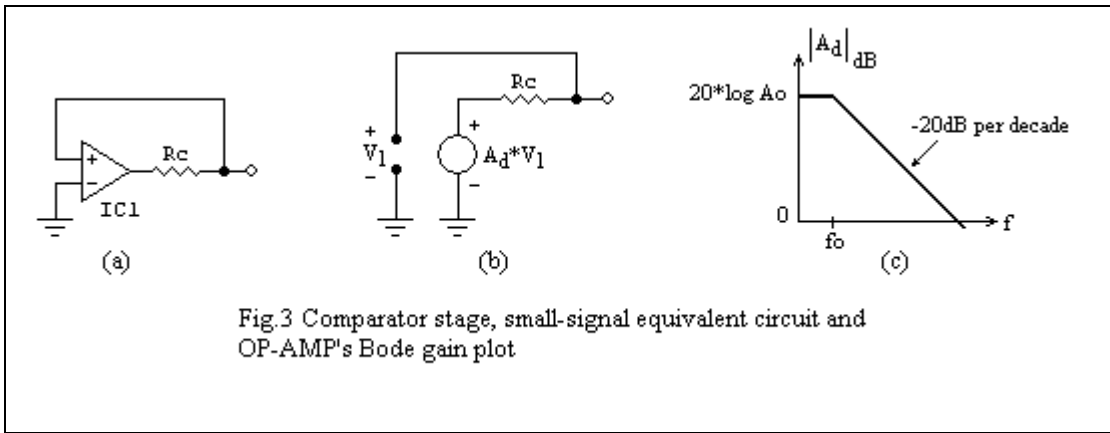 +
−
Rc
IC1
(a)
Rc
+
V1
−
+
Ad*V1
−
(b)
|Ad|dB
20*log Ao
-20dB per decade
0
fo
f
(c)
Fig.3 Comparator stage, small-signal equivalent circuit and
OP-AMP's Bode gain plot